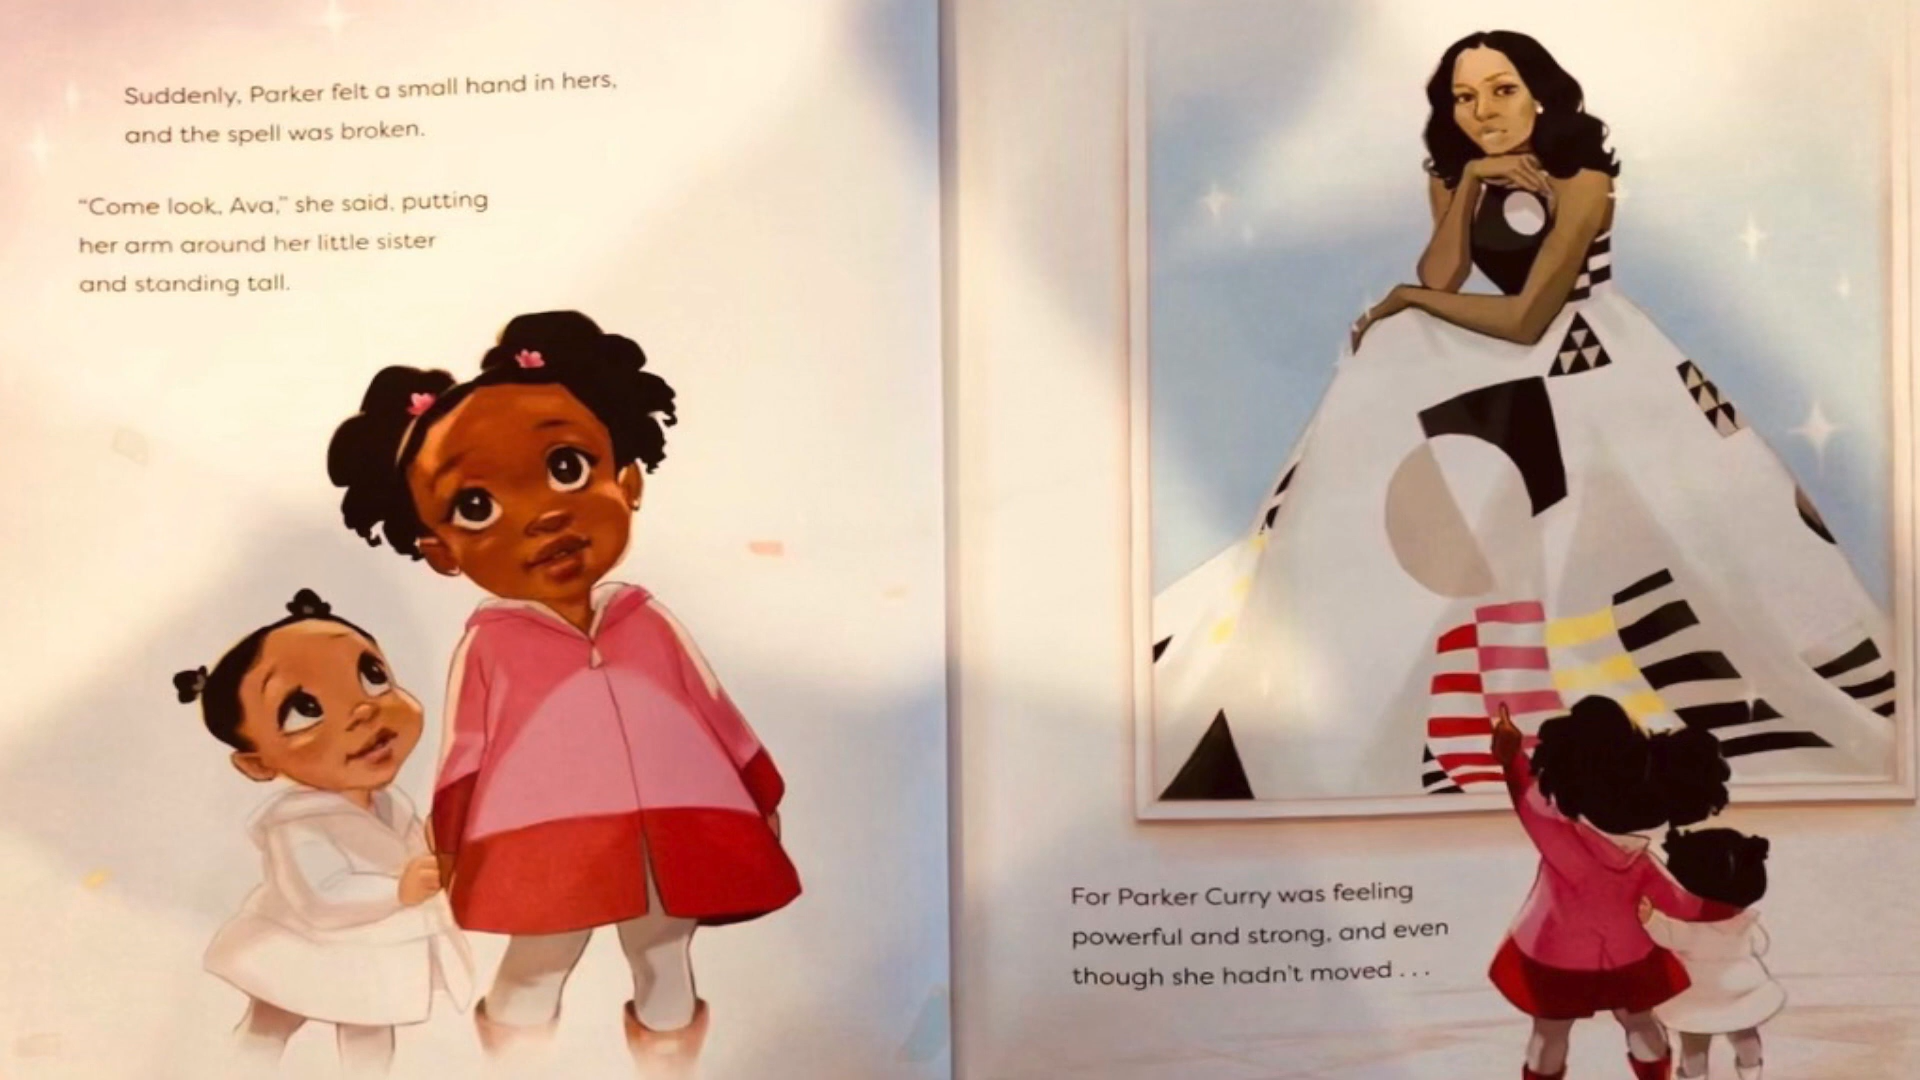 Suddenly, Parker felt a small hand in hers,
and the spell was broken.
“Come look, Ava,” she said, putting
her arm around her little sister
and standing tall.
For Parker Curry was feeling
powerful and strong, and even
though she hadn't moved . . .